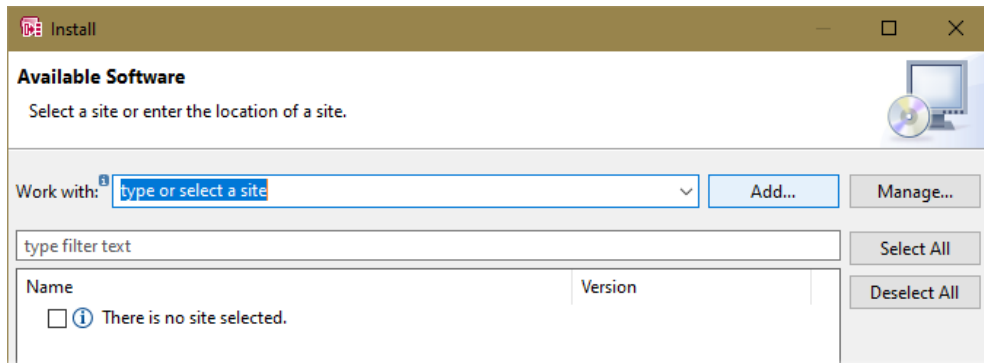 Install
Available Software
Select a site or enter the location of a site.
Work with: type or select a site Add... Manage...
type filter text Select All
Name Version Deselect All
There is no site selected.